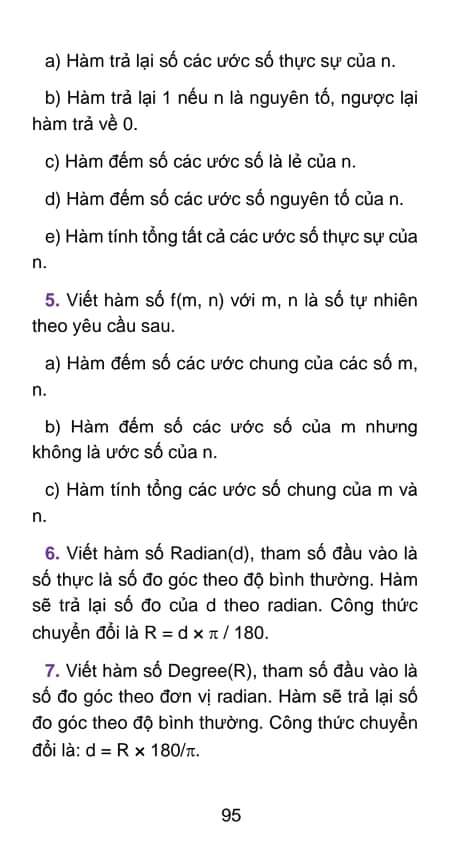 a) Hàm trả lại số các ước số thực sự của n.
b) Hàm trả lại 1 nếu n là nguyên tố, ngược lại
hàm trả về 0.
c) Hàm đếm số các ước số là lẻ của n.
d) Hàm đếm số các ước số nguyên tố của n.
e) Hàm tính tổng tất cả các ước số thực sự của
n.
5. Viết hàm số f(m, n) với m, n là số tự nhiên
theo yêu cầu sau.
a) Hàm đếm số các ước chung của các số m,
n.
b) Hàm đếm số các ước số của m nhưng
không là ước số của n.
c) Hàm tính tổng các ước số chung của m và
n.
6. Viết hàm số Radian(d), tham số đầu vào là
số thực là số đo góc theo độ bình thường. Hàm
sẽ trả lại số đo của d theo radian. Công thức
chuyển đổi là R = d × π / 180.
7. Viết hàm số Degree(R), tham số đầu vào là
số đo góc theo đơn vị radian. Hàm sẽ trả lại số
đo góc theo độ bình thường. Công thức chuyển
đổi là: d = R × 180/π.
95